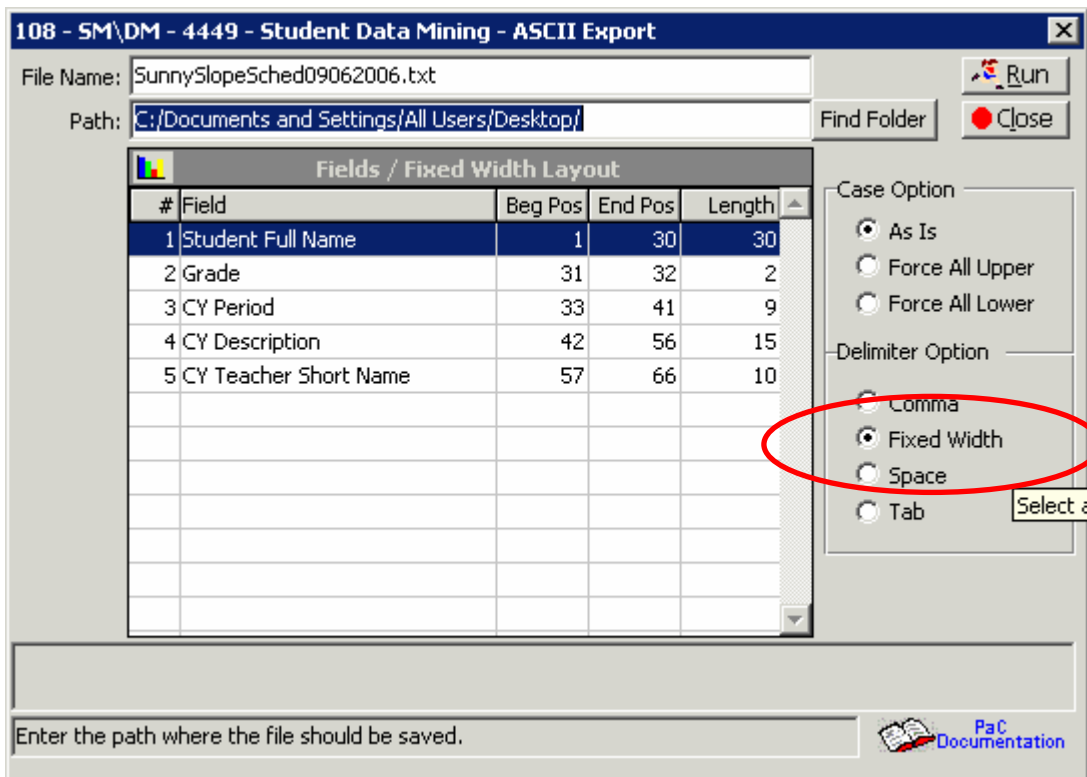 108 - SM\DM - 4449 - Student Data Mining - ASCII Export
File Name: SunnySlopeSched09062006.txt Run
Path: C:/Documents and Settings/All Users/Desktop/ Find Folder Close
Fields / Fixed Width Layout
# Field Beg Pos End Pos Length
1 Student Full Name 1 30 30
2 Grade 31 32 2
3 CY Period 33 41 9
4 CY Description 42 56 15
5 CY Teacher Short Name 57 66 10
Case Option
As Is
Force All Upper
Force All Lower
Delimiter Option
Comma
Fixed Width
Space
Tab
Select a
Enter the path where the file should be saved.
PaC
Documentation